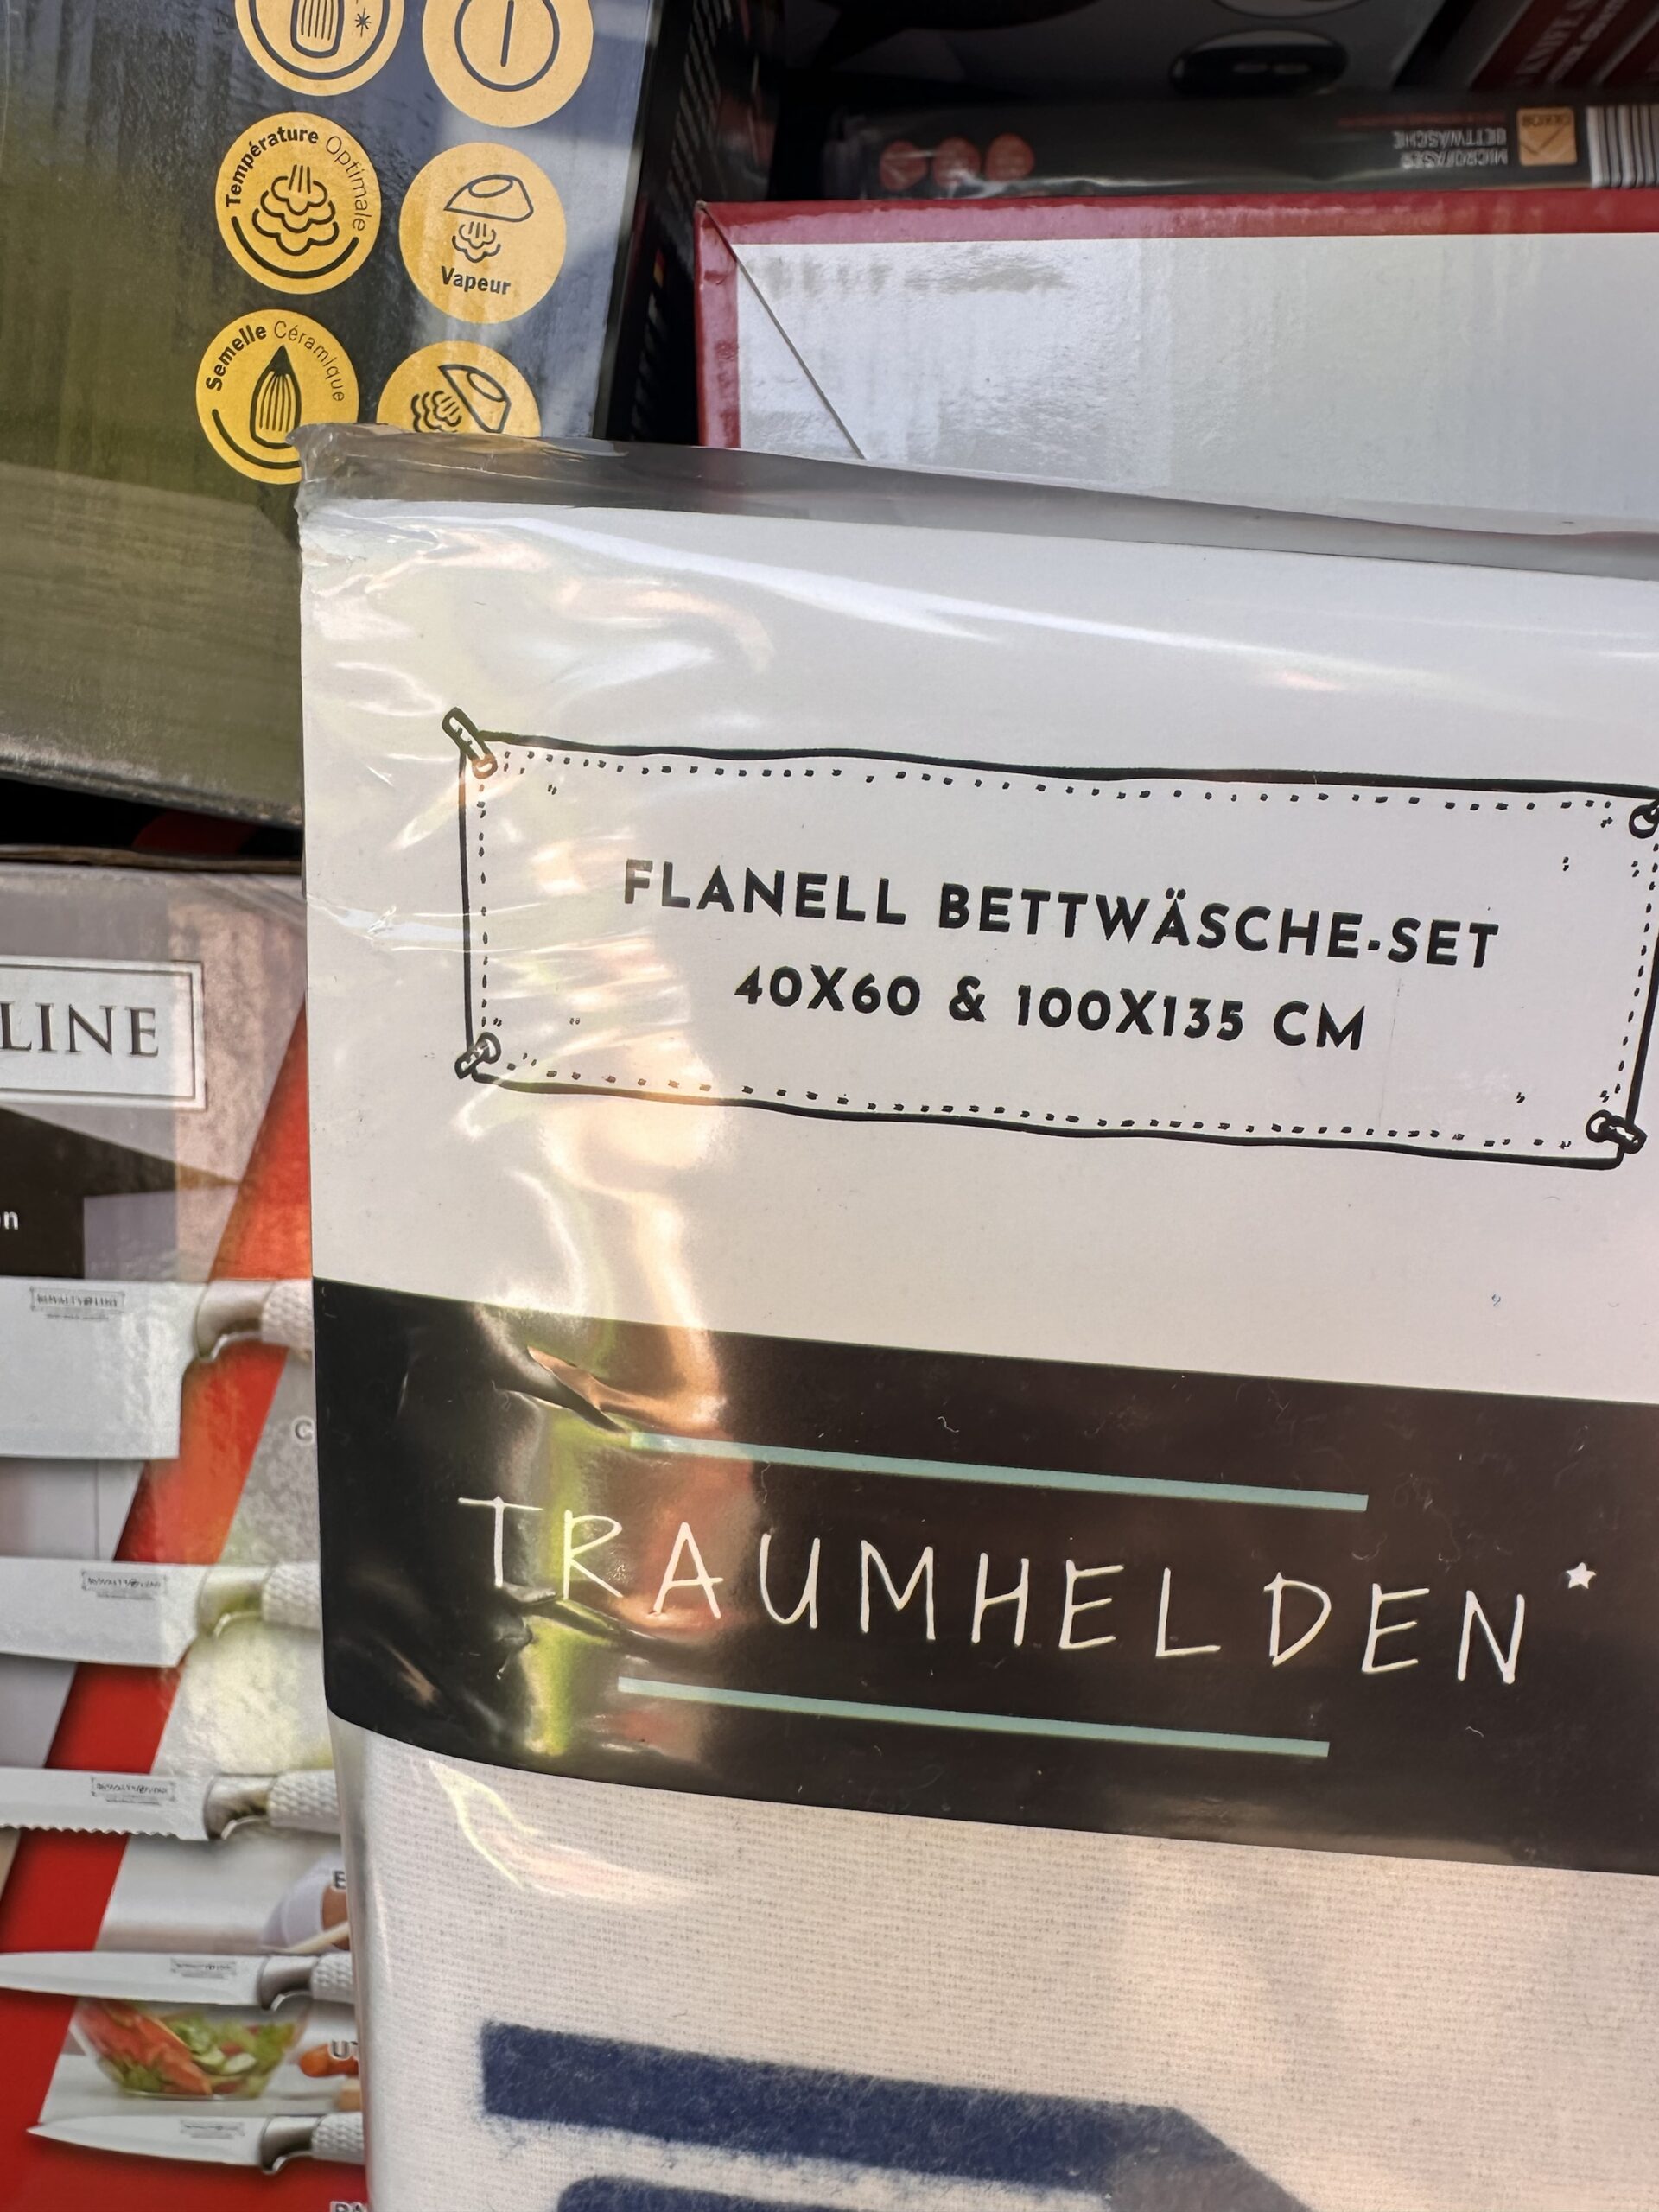 Température Optimale
Vapeur
Semelle Céramique
MICROFASER
BETTWÄSCHE
FLANELL BETTWÄSCHE-SET
40X60 & 100X135 CM
LINE
TRAUMHELDEN*